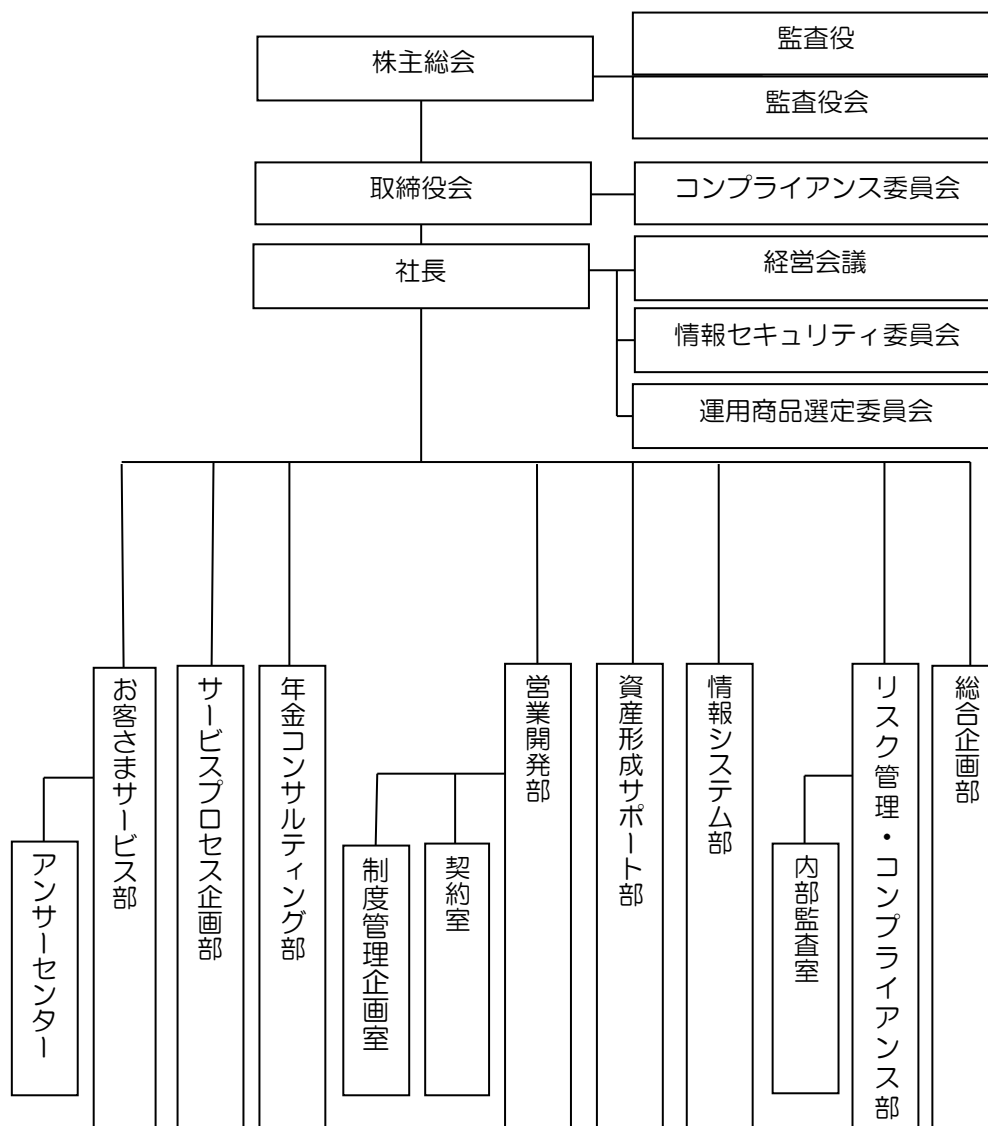 株主総会
監査役
監査役会
取締役会
コンプライアンス委員会
社長
経営会議
情報セキュリティ委員会
運用商品選定委員会
総合企画部
リスク管理・コンプライアンス部
内部監査室
情報システム部
資産形成サポート部
営業開発部
契約室
制度管理企画室
年金コンサルティング部
サービスプロセス企画部
お客さまサービス部
アンサーセンター